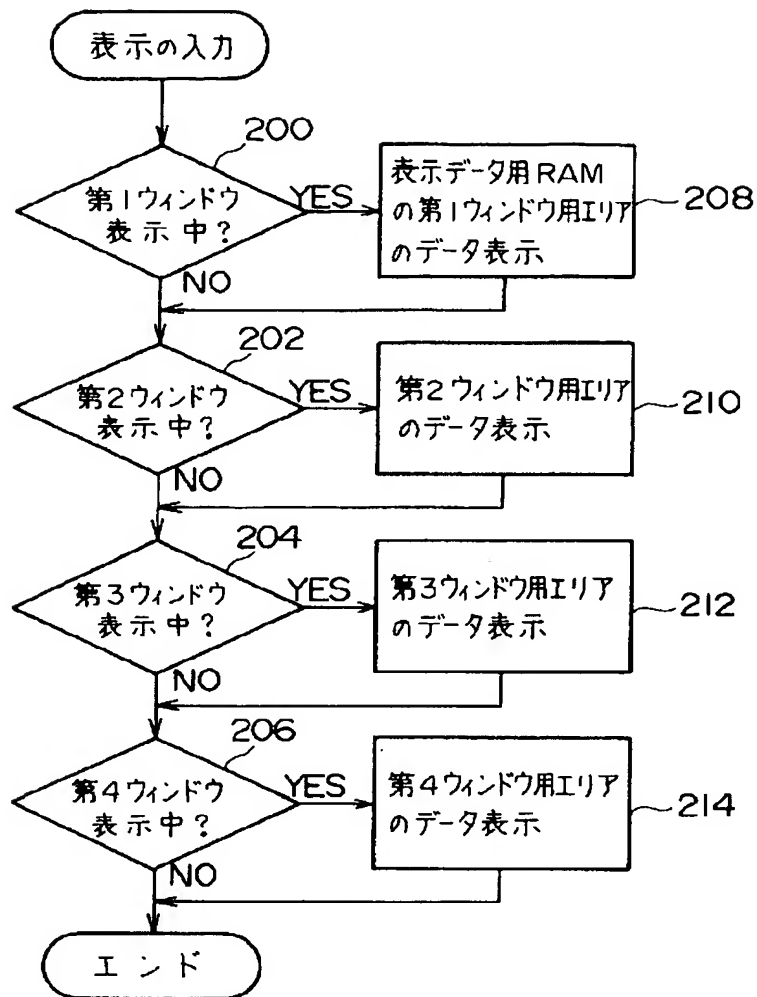 表示の入力
200
第1ウィンドウ
表示中?
YES
表示データ用RAM
の第1ウィンドウ用エリア
のデータ表示
208
NO
202
第2ウィンドウ
表示中?
YES
第2ウィンドウ用エリア
のデータ表示
210
NO
204
第3ウィンドウ
表示中?
YES
第3ウィンドウ用エリア
のデータ表示
212
NO
206
第4ウィンドウ
表示中?
YES
第4ウィンドウ用エリア
のデータ表示
214
NO
エンド